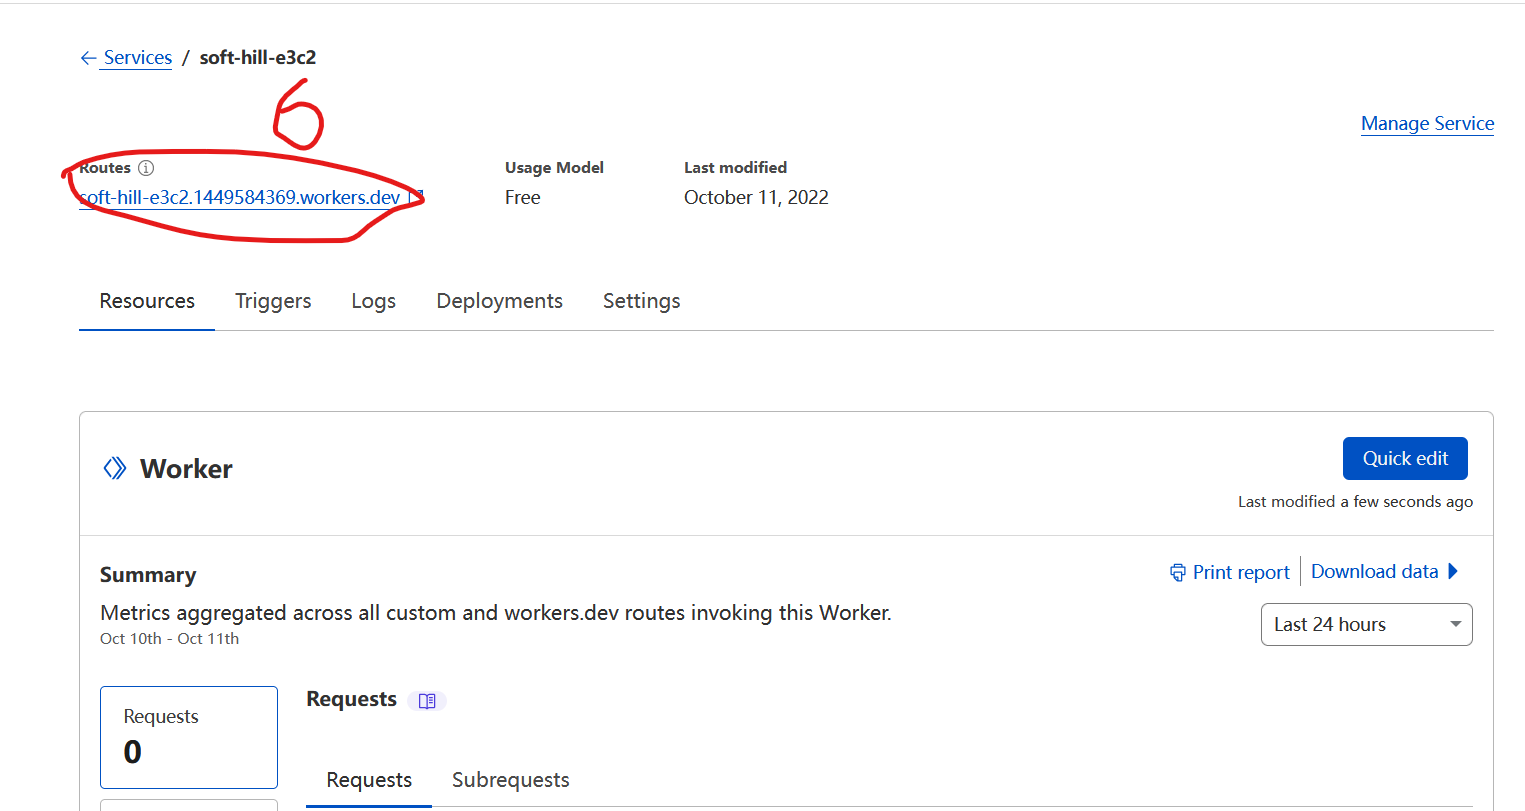 Services / soft-hill-e3c2
6
Manage Service
Routes
Usage Model
Last modified
soft-hill-e3c2.1449584369.workers.dev
Free
October 11, 2022
Resources
Triggers
Logs
Deployments
Settings
Worker
Quick edit
Last modified a few seconds ago
Summary
Print report
Download data
Metrics aggregated across all custom and workers.dev routes invoking this Worker.
Oct 10th - Oct 11th
Last 24 hours
Requests
0
Requests
Requests
Subrequests